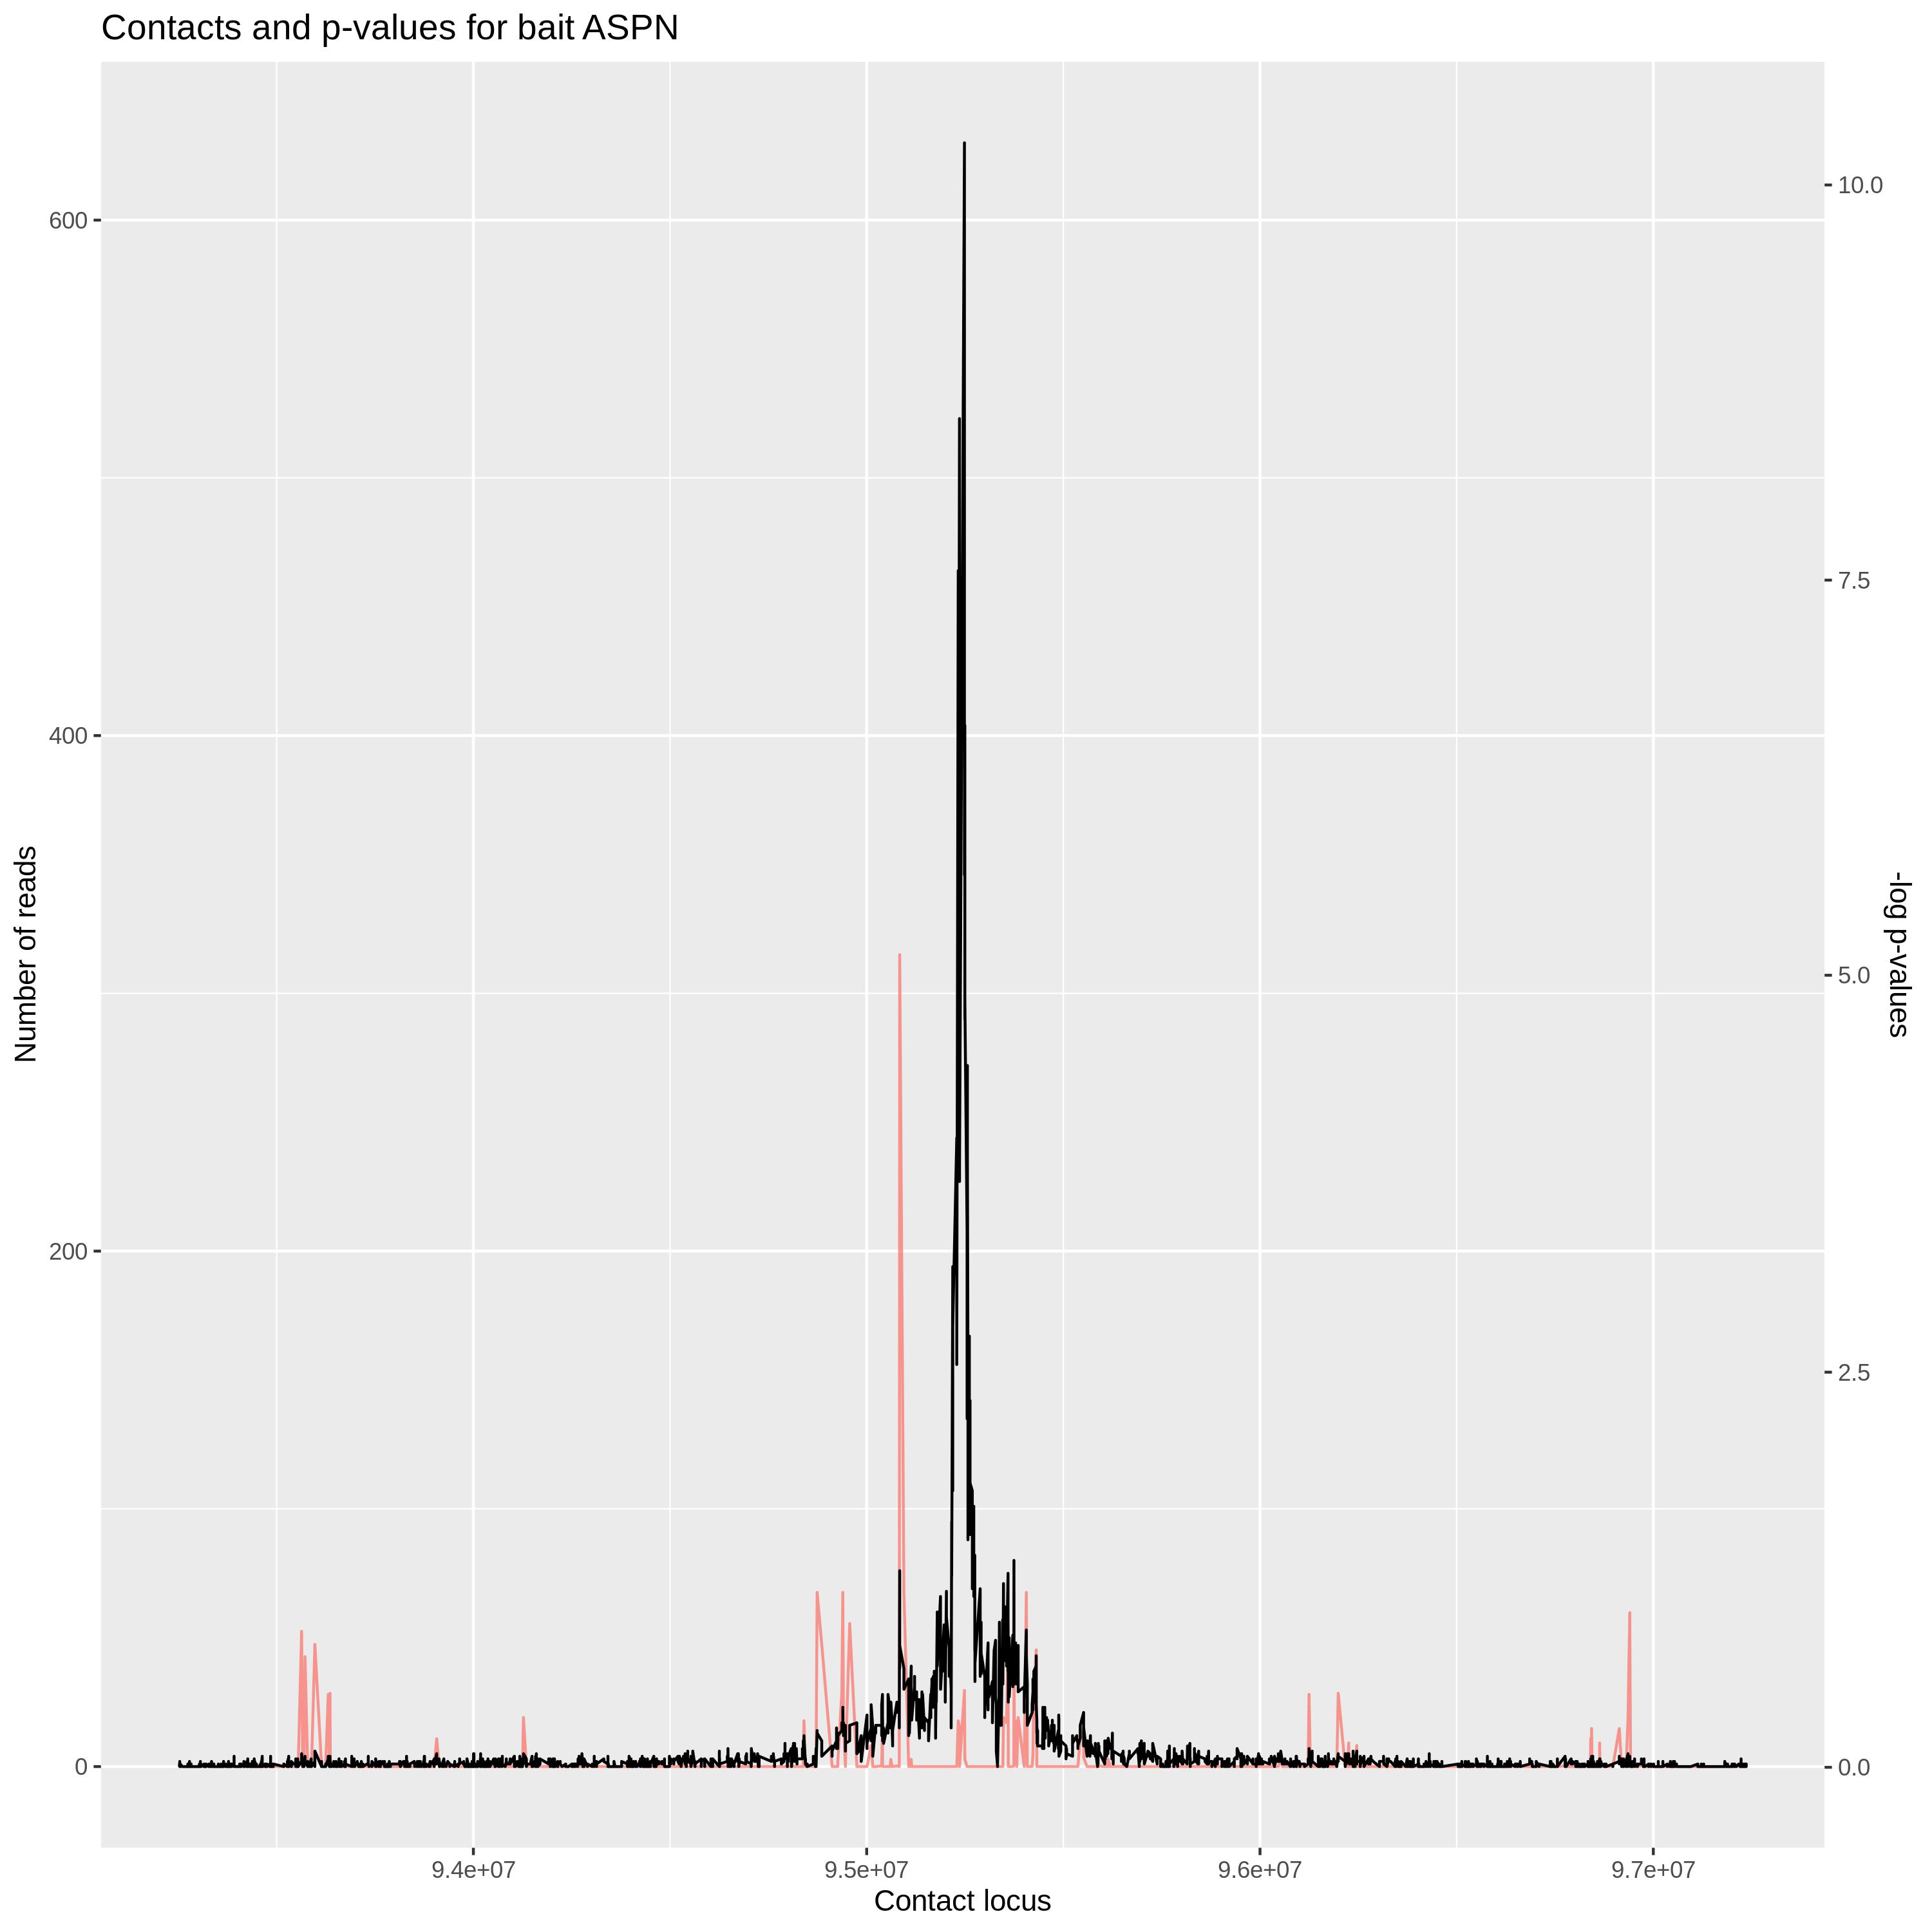 Contacts and p-values for bait ASPN
600
400
200
0
Number of reads
10.0
7.5
5.0
2.5
0.0
-log p-values
9.4e+07
9.5e+07
9.6e+07
9.7e+07
Contact locus